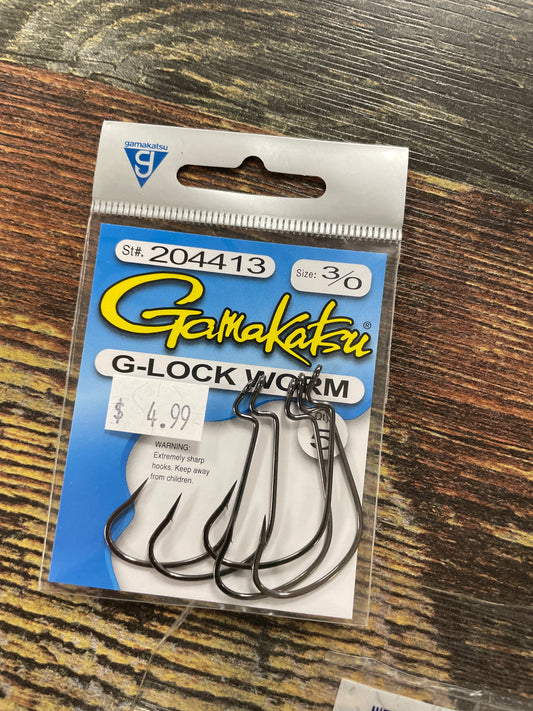 gamakatsu
g
St#. 204413
Size: 3/0
Gamakatsu®
G-LOCK WORM
$ 4.99
5
WARNING:
Extremely sharp
hooks. Keep away
from children.